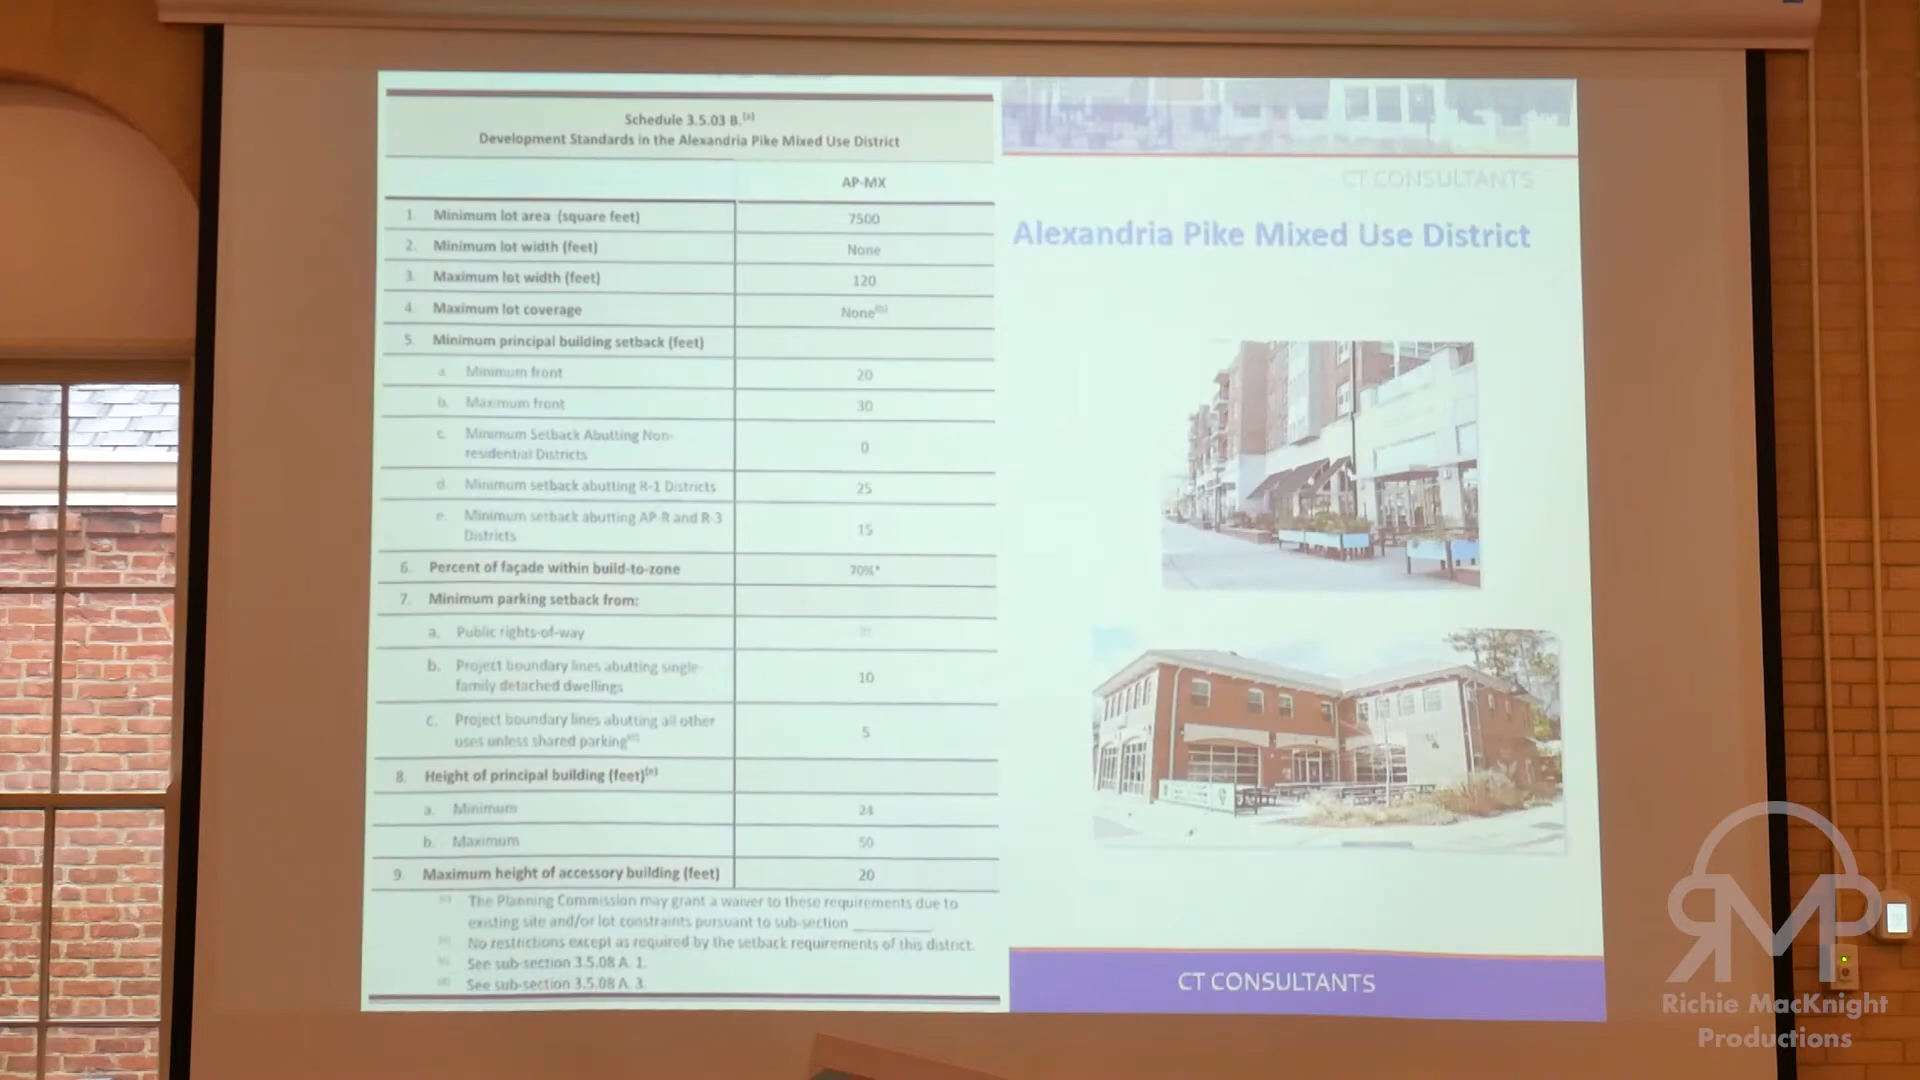 Schedule 3.5.03 B.
Development Standards in the Alexandria Pike Mixed Use District
AP-MX
1. Minimum lot area (square feet) 7500
2. Minimum lot width (feet) None
3. Maximum lot width (feet) 120
4. Maximum lot coverage None
5. Minimum principal building setback (feet)
a. Minimum front 20
b. Maximum front 30
c. Minimum Setback Abutting Non-
residential Districts 0
d. Minimum setback abutting R-1 Districts 25
e. Minimum setback abutting AP-R and R-3
Districts 15
6. Percent of façade within build-to-zone 70%*
7. Minimum parking setback from:
a. Public rights-of-way
b. Project boundary lines abutting single-
family detached dwellings 10
c. Project boundary lines abutting all other
uses unless shared parking 5
8. Height of principal building (feet)
a. Minimum 24
b. Maximum 50
9. Maximum height of accessory building (feet) 20
The Planning Commission may grant a waiver to these requirements due to
existing site and/or lot constraints pursuant to sub-section ________
No restrictions except as required by the setback requirements of this district.
See sub-section 3.5.08 A. 1.
See sub-section 3.5.08 A. 3.
CT CONSULTANTS
Alexandria Pike Mixed Use District
CT CONSULTANTS
RMP
Richie MacKnight
Productions